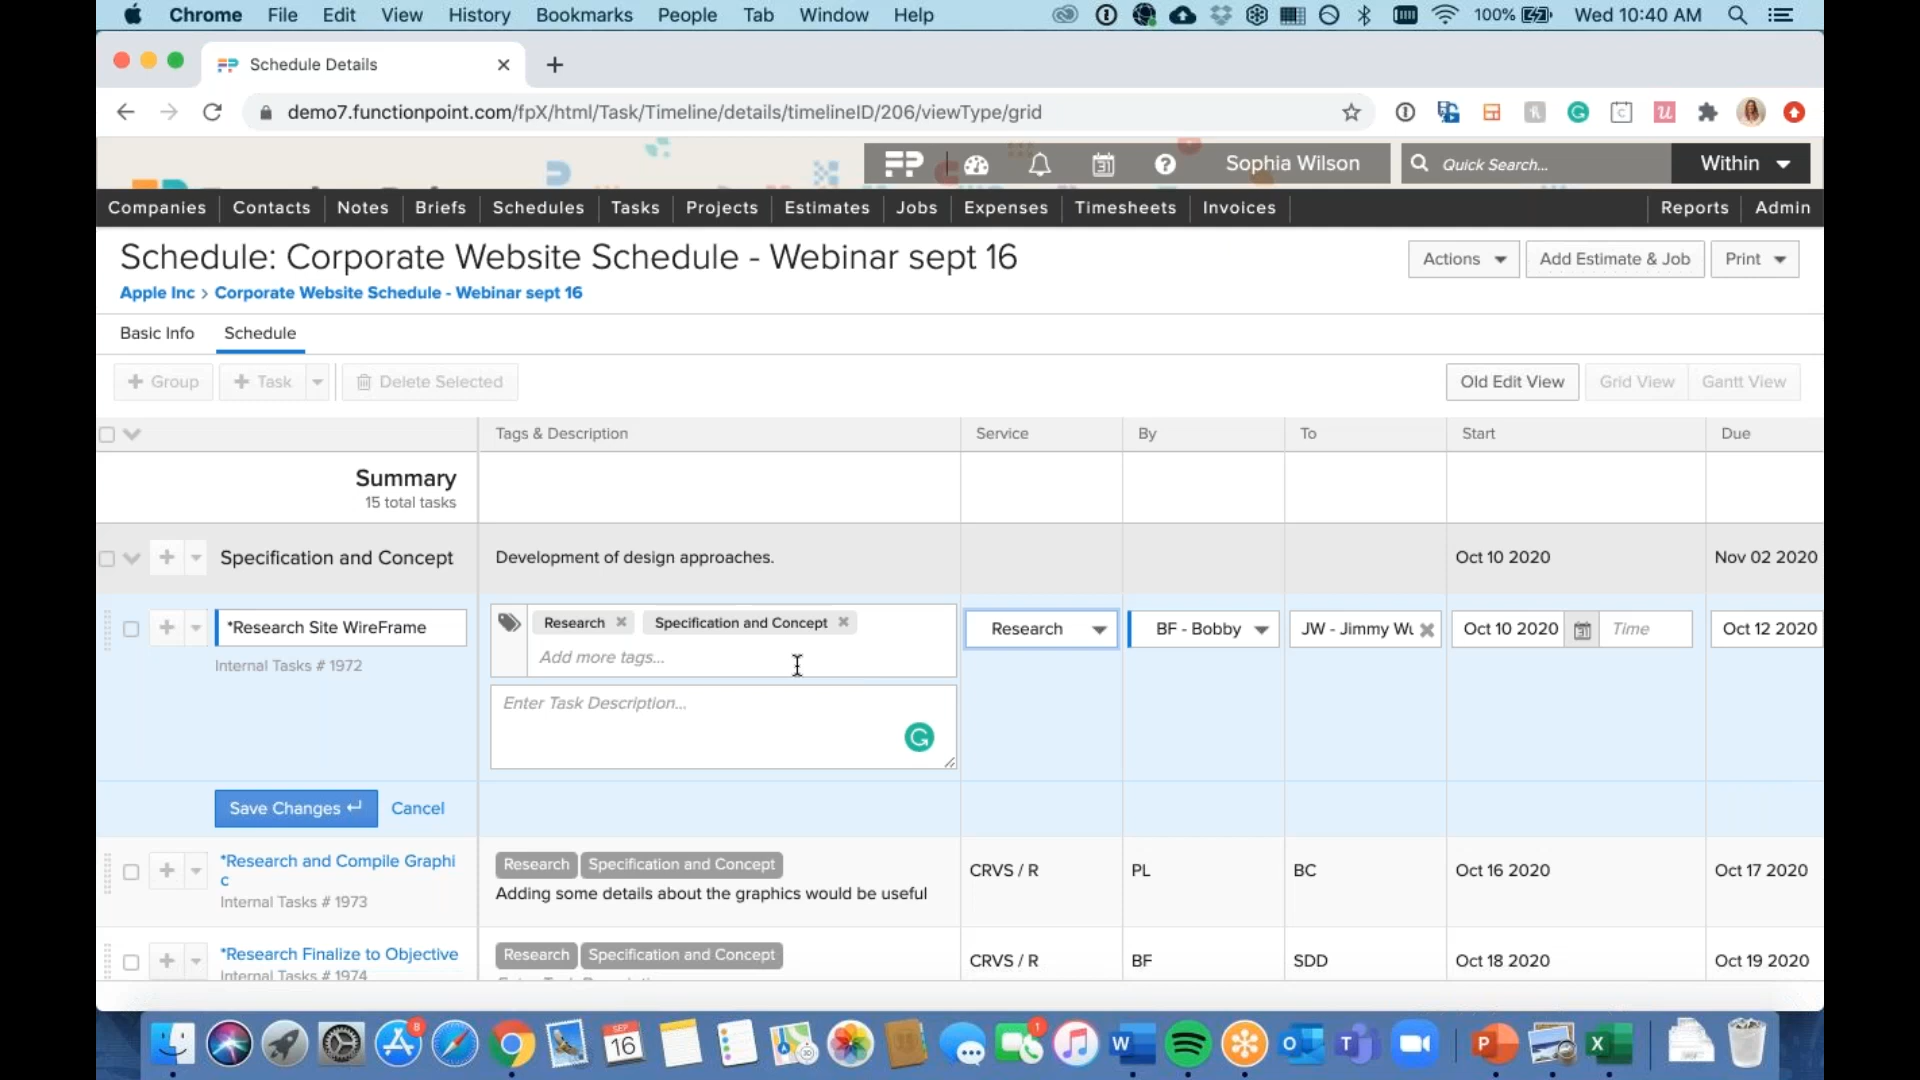 Chrome File Edit View History Bookmarks People Tab Window Help 100% Wed 10:40 AM
Schedule Details
demo7.functionpoint.com/fpX/html/Task/Timeline/details/timelineID/206/viewType/grid
FP Sophia Wilson Quick Search... Within
Companies Contacts Notes Briefs Schedules Tasks Projects Estimates Jobs Expenses Timesheets Invoices Reports Admin
Schedule: Corporate Website Schedule - Webinar sept 16
Actions Add Estimate & Job Print
Apple Inc > Corporate Website Schedule - Webinar sept 16
Basic Info Schedule
+ Group + Task Delete Selected Old Edit View Grid View Gantt View
Tags & Description Service By To Start Due
Summary
15 total tasks
Specification and Concept Development of design approaches. Oct 10 2020 Nov 02 2020
*Research Site WireFrame Research Specification and Concept Research BF - Bobby JW - Jimmy Oct 10 2020 Time Oct 12 2020
Add more tags...
Internal Tasks # 1972
Enter Task Description...
Save Changes Cancel
*Research and Compile Graphi
c
Internal Tasks # 1973
Research Specification and Concept
Adding some details about the graphics would be useful
CRVS / R PL BC Oct 16 2020 Oct 17 2020
*Research Finalize to Objective Research Specification and Concept
CRVS / R BF SDD Oct 18 2020 Oct 19 2020
Internal Tasks # 1974
8 SEP 16 1